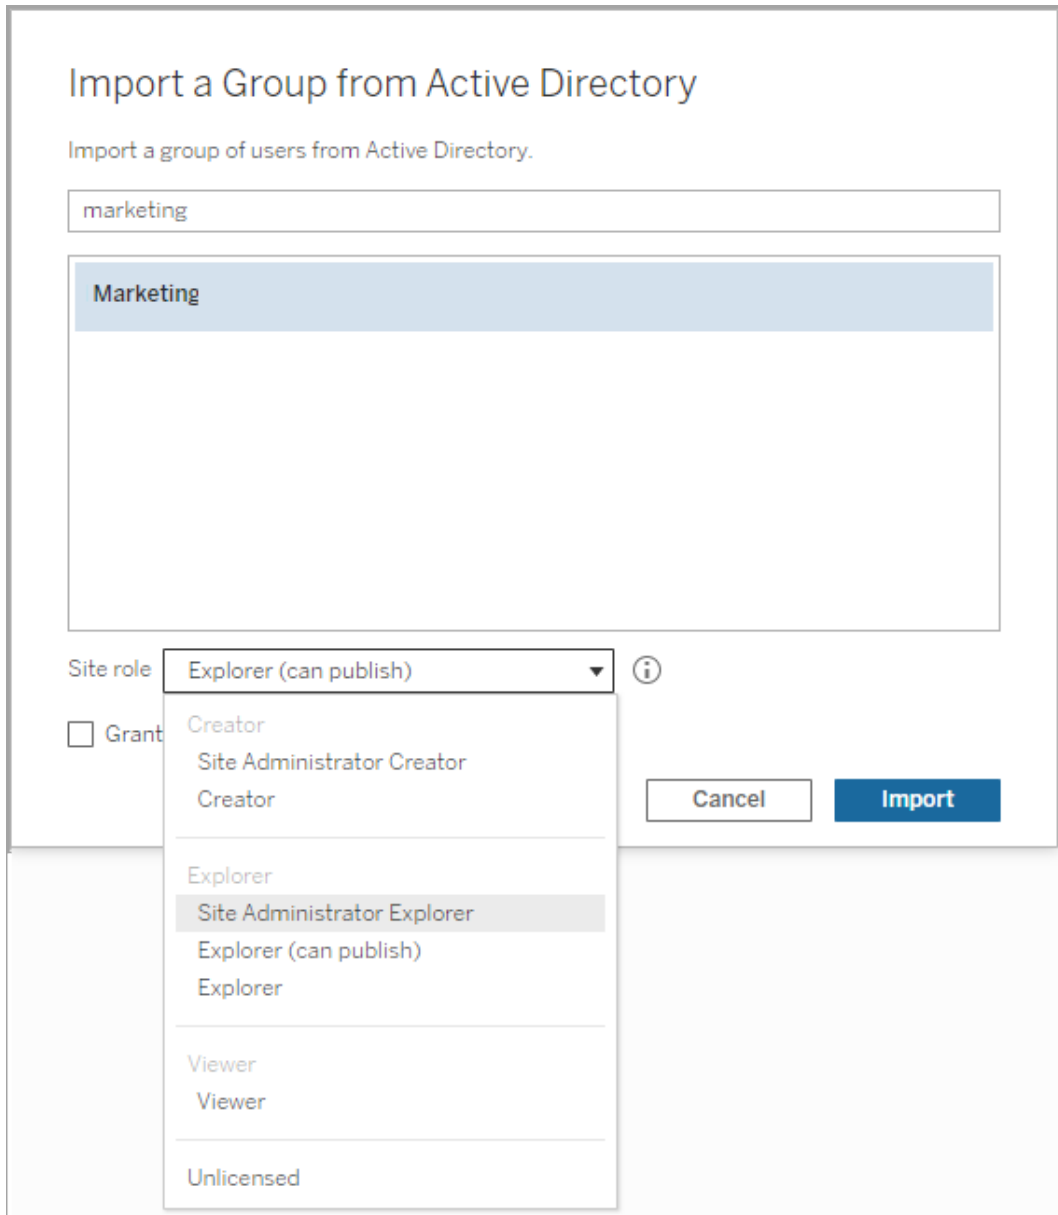 Import a Group from Active Directory
Import a group of users from Active Directory.
marketing
Marketing
Site role Explorer (can publish)
Grant
Creator
Site Administrator Creator
Creator
Cancel Import
Explorer
Site Administrator Explorer
Explorer (can publish)
Explorer
Viewer
Viewer
Unlicensed